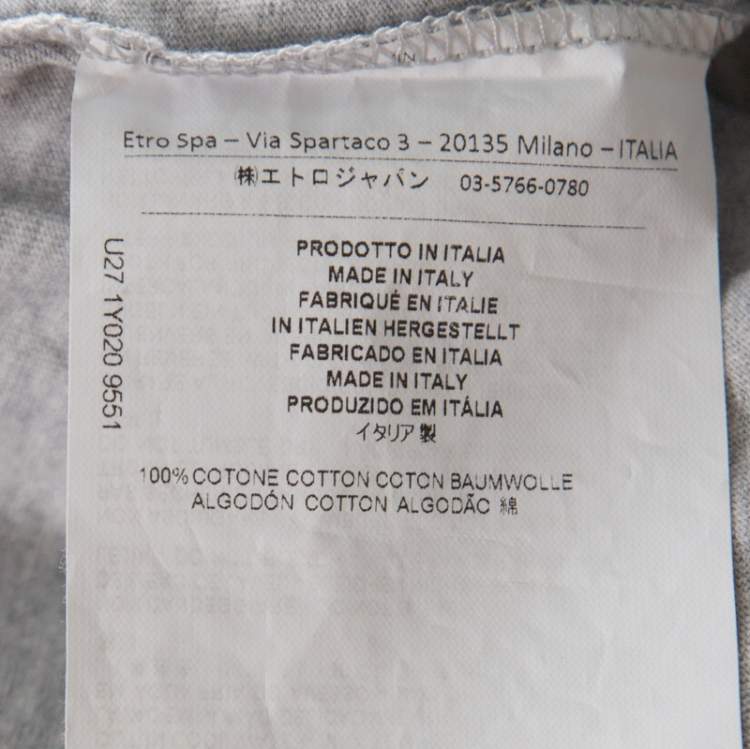 Etro Spa – Via Spartaco 3 – 20135 Milano – ITALIA
㈱エトロジャパン 03-5766-0780
PRODOTTO IN ITALIA
MADE IN ITALY
FABRIQUÉ EN ITALIE
IN ITALIEN HERGESTELLT
FABRICADO EN ITALIA
MADE IN ITALY
PRODUZIDO EM ITÁLIA
イタリア製
100% COTONE COTTON COTON BAUMWOLLE
ALGODÓN COTTON ALGODÃO 綿
U27 1Y020 9551